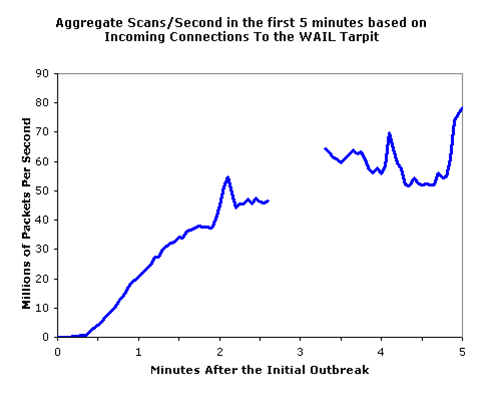 Aggregate Scans/Second in the first 5 minutes based on
Incoming Connections To the WAIL Tarpit
90
80
70
60
50
40
30
20
10
0
Millions of Packets Per Second
0 1 2 3 4 5
Minutes After the Initial Outbreak